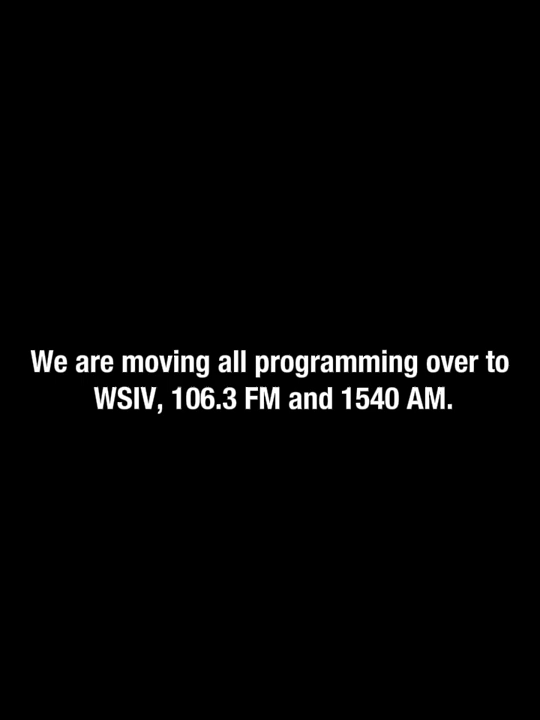 We are moving all programming over to
WSIV, 106.3 FM and 1540 AM.